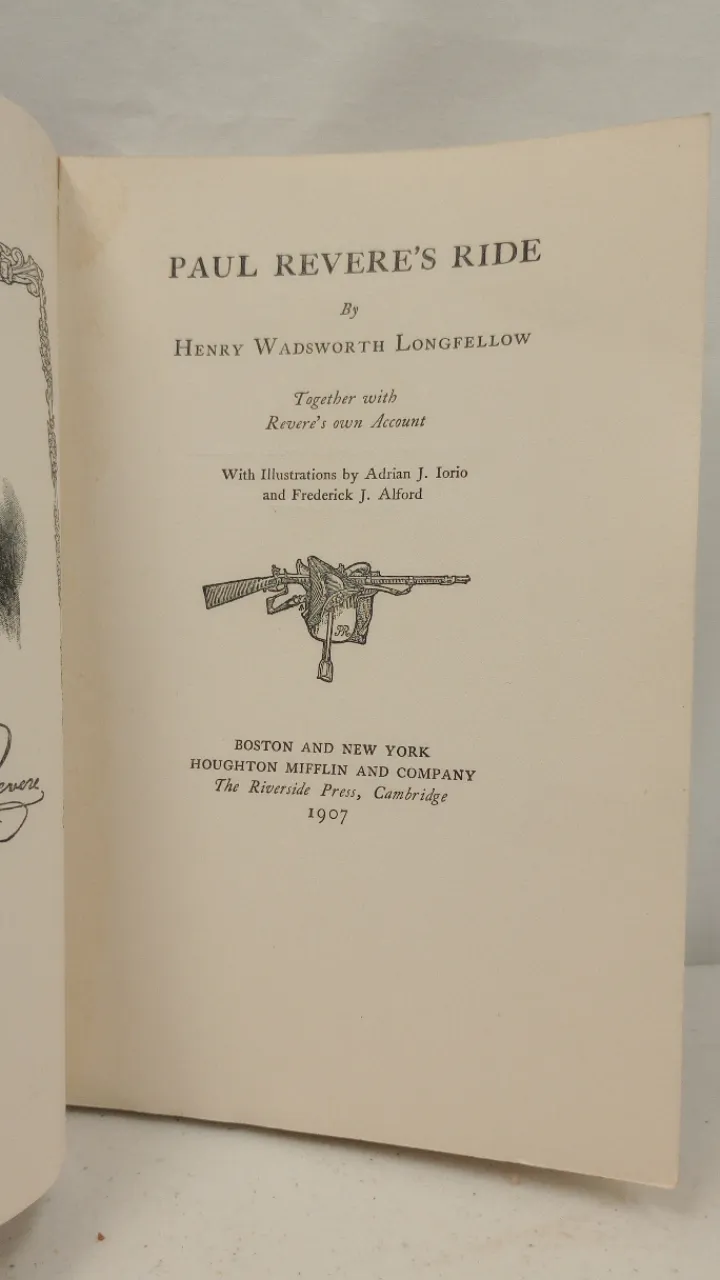 PAUL REVERE'S RIDE
By
HENRY WADSWORTH LONGFELLOW
Together with
Revere's own Account
With Illustrations by Adrian J. Iorio
and Frederick J. Alford
PR
BOSTON AND NEW YORK
HOUGHTON MIFFLIN AND COMPANY
The Riverside Press, Cambridge
1907